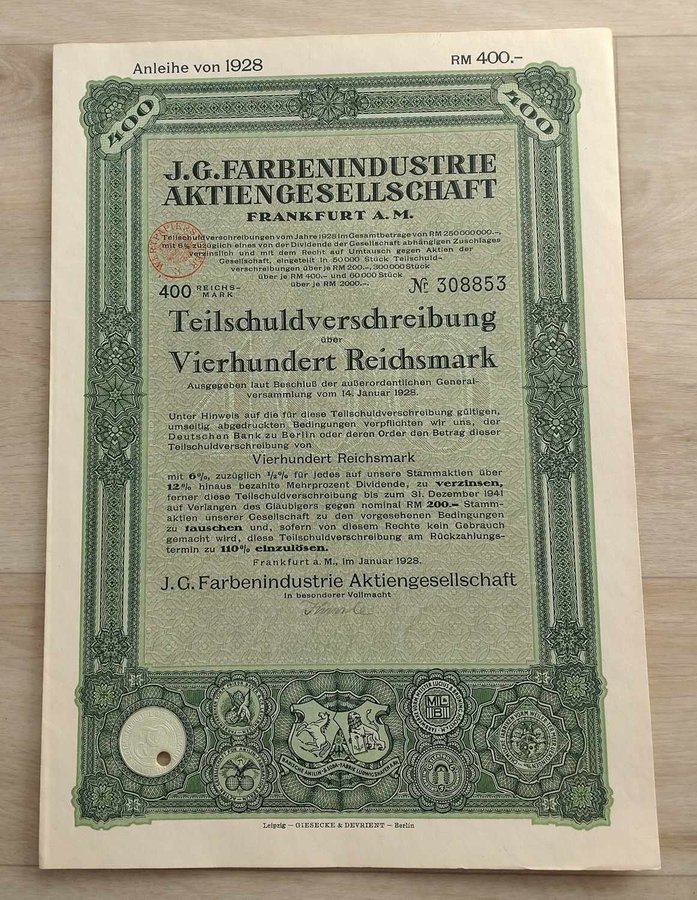 Anleihe von 1928
RM 400.-
400
400
J.G. FARBENINDUSTRIE
AKTIENGESELLSCHAFT
FRANKFURT A. M.
Teilschuldverschreibungen vom Jahre 1928 im Gesamtbetrage von RM 250 000 000.-,
mit 6% zuzüglich eines von der Dividende der Gesellschaft abhängigen Zuschlages
verzinslich und mit dem Recht auf Umtausch gegen Aktien der
Gesellschaft, eingeteilt in 50 000 Stück Teilschuld-
verschreibungen über je RM 200.-, 300 000 Stück
über je RM 400.- und 60 000 Stück
über je RM 2000.-.
400 REICHS-
MARK
№ 308853
Teilschuldverschreibung
über
Vierhundert Reichsmark
Ausgegeben laut Beschluß der außerordentlichen General-
versammlung vom 14. Januar 1928.
Unter Hinweis auf die für diese Teilschuldverschreibung gültigen,
umseitig abgedruckten Bedingungen verpflichten wir uns, der
Deutschen Bank zu Berlin oder deren Order den Betrag dieser
Teilschuldverschreibung von
Vierhundert Reichsmark
mit 6%, zuzüglich ½% für jedes auf unsere Stammaktien über
12% hinaus bezahlte Mehrprozent Dividende, zu verzinsen,
ferner diese Teilschuldverschreibung bis zum 31. Dezember 1941
auf Verlangen des Gläubigers gegen nominal RM 200.- Stamm-
aktien unserer Gesellschaft zu den vorgesehenen Bedingungen
zu tauschen und, sofern von diesem Rechte kein Gebrauch
gemacht wird, diese Teilschuldverschreibung am Rückzahlungs-
termin zu 110% einzulösen.
Frankfurt a. M., im Januar 1928.
J.G. Farbenindustrie Aktiengesellschaft
In besonderer Vollmacht
BADISCHE ANILIN- & SODA-FABRIK LUDWIGSHAFEN A. RH.
Leipzig – GIESECKE & DEVRIENT – Berlin